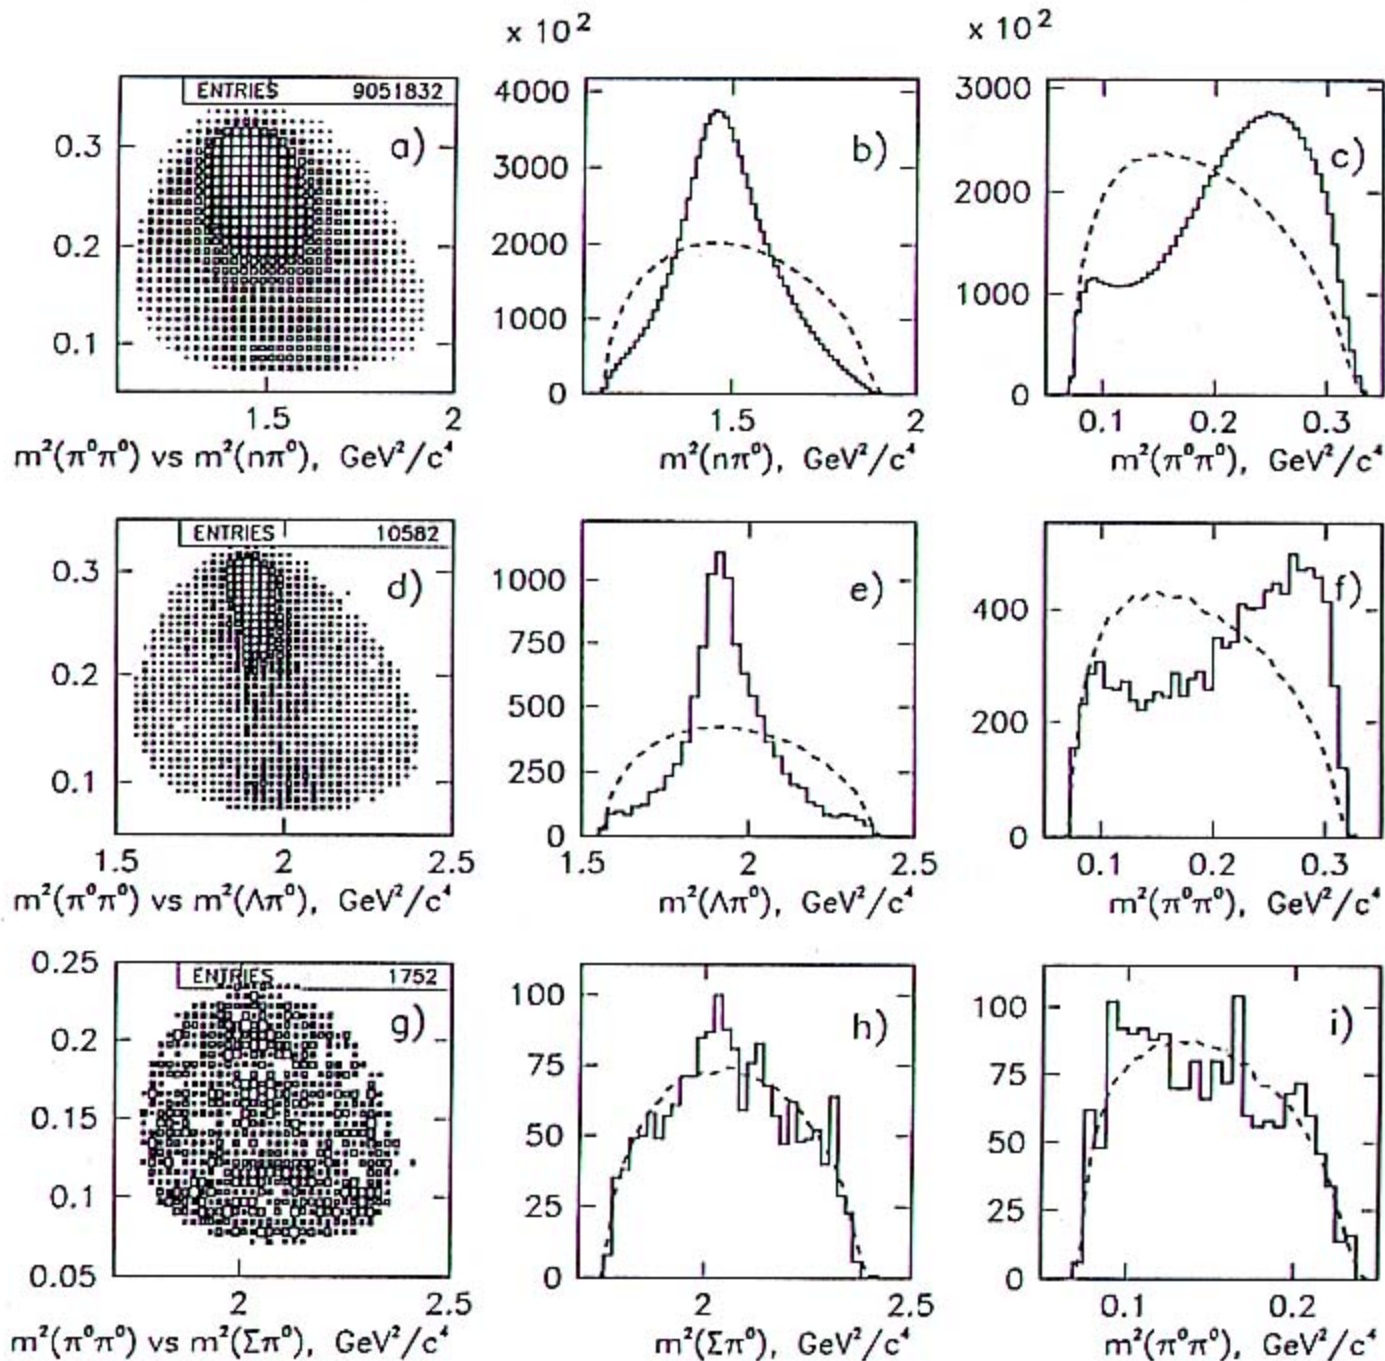 x 10²
x 10²
ENTRIES 9051832
a)
0.3
0.2
0.1
1.5
2
m²(π⁰π⁰) vs m²(nπ⁰), GeV²/c⁴
4000
3000
2000
1000
0
b)
1.5
2
m²(nπ⁰), GeV²/c⁴
3000
2000
1000
0
c)
0.1
0.2
0.3
m²(π⁰π⁰), GeV²/c⁴
ENTRIES 10582
d)
0.3
0.2
0.1
1.5
2
2.5
m²(π⁰π⁰) vs m²(Λπ⁰), GeV²/c⁴
1000
750
500
250
0
e)
1.5
2
2.5
m²(Λπ⁰), GeV²/c⁴
400
200
0
f)
0.1
0.2
0.3
m²(π⁰π⁰), GeV²/c⁴
ENTRIES 1752
g)
0.25
0.2
0.15
0.1
0.05
2
2.5
m²(π⁰π⁰) vs m²(Σπ⁰), GeV²/c⁴
100
75
50
25
0
h)
2
2.5
m²(Σπ⁰), GeV²/c⁴
100
75
50
25
0
i)
0.1
0.2
m²(π⁰π⁰), GeV²/c⁴